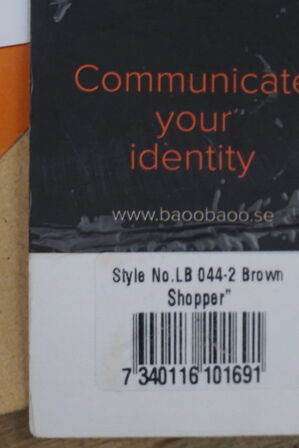 Communicate
your
identity
www.baoobaoo.se
Style No.LB 044-2 Brown
Shopper"
7 340116 101691